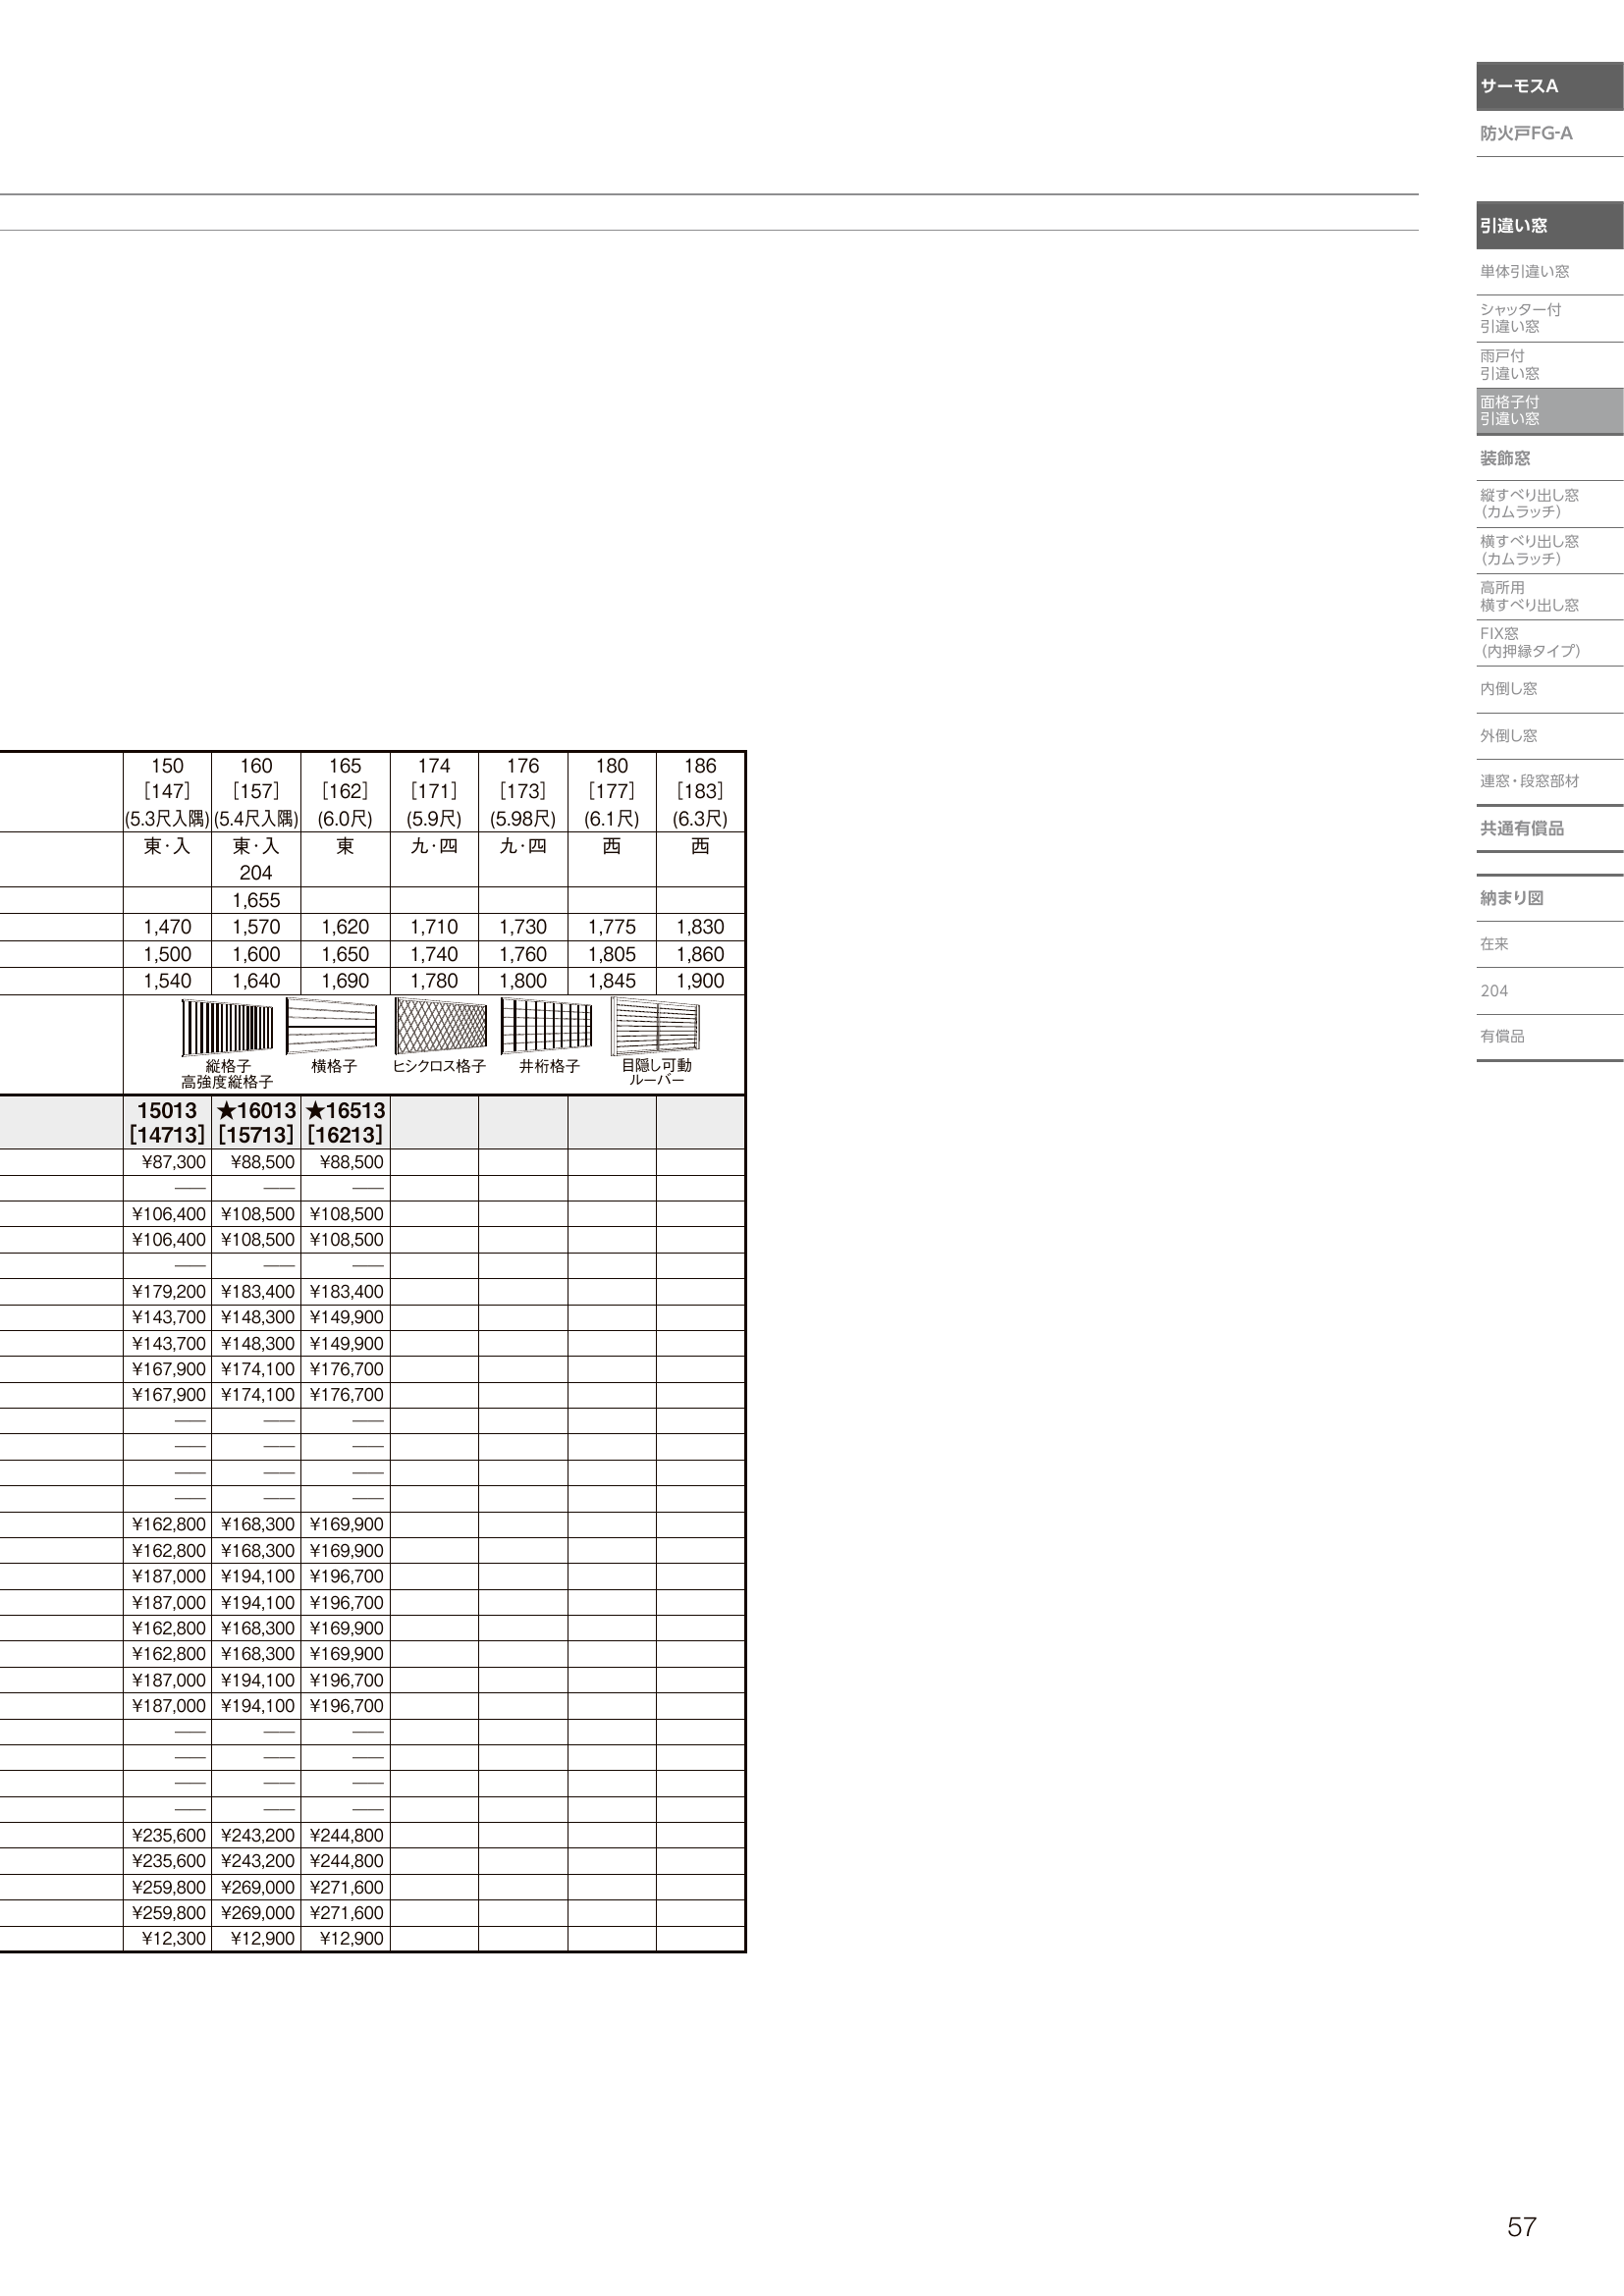 サーモスA
防火戸FG-A
引違い窓
単体引違い窓
シャッター付
引違い窓
雨戸付
引違い窓
面格子付
引違い窓
装飾窓
縦すべり出し窓
（カムラッチ）
横すべり出し窓
（カムラッチ）
高所用
横すべり出し窓
FIX窓
（内押縁タイプ）
内倒し窓
外倒し窓
連窓・段窓部材
共通有償品
納まり図
在来
204
有償品
150 160 165 174 176 180 186
[147] [157] [162] [171] [173] [177] [183]
(5.3尺入隅) (5.4尺入隅) (6.0尺) (5.9尺) (5.98尺) (6.1尺) (6.3尺)
東・入 東・入 東 九・四 九・四 西 西
204
1,655
1,470 1,570 1,620 1,710 1,730 1,775 1,830
1,500 1,600 1,650 1,740 1,760 1,805 1,860
1,540 1,640 1,690 1,780 1,800 1,845 1,900
縦格子 横格子 ヒシクロス格子 井桁格子 目隠し可動
高強度縦格子 ルーバー
15013 ★16013 ★16513
[14713] [15713] [16213]
¥87,300 ¥88,500 ¥88,500
—— —— ——
¥106,400 ¥108,500 ¥108,500
¥106,400 ¥108,500 ¥108,500
—— —— ——
¥179,200 ¥183,400 ¥183,400
¥143,700 ¥148,300 ¥149,900
¥143,700 ¥148,300 ¥149,900
¥167,900 ¥174,100 ¥176,700
¥167,900 ¥174,100 ¥176,700
—— —— ——
—— —— ——
—— —— ——
—— —— ——
¥162,800 ¥168,300 ¥169,900
¥162,800 ¥168,300 ¥169,900
¥187,000 ¥194,100 ¥196,700
¥187,000 ¥194,100 ¥196,700
¥162,800 ¥168,300 ¥169,900
¥162,800 ¥168,300 ¥169,900
¥187,000 ¥194,100 ¥196,700
¥187,000 ¥194,100 ¥196,700
—— —— ——
—— —— ——
—— —— ——
—— —— ——
¥235,600 ¥243,200 ¥244,800
¥235,600 ¥243,200 ¥244,800
¥259,800 ¥269,000 ¥271,600
¥259,800 ¥269,000 ¥271,600
¥12,300 ¥12,900 ¥12,900
57